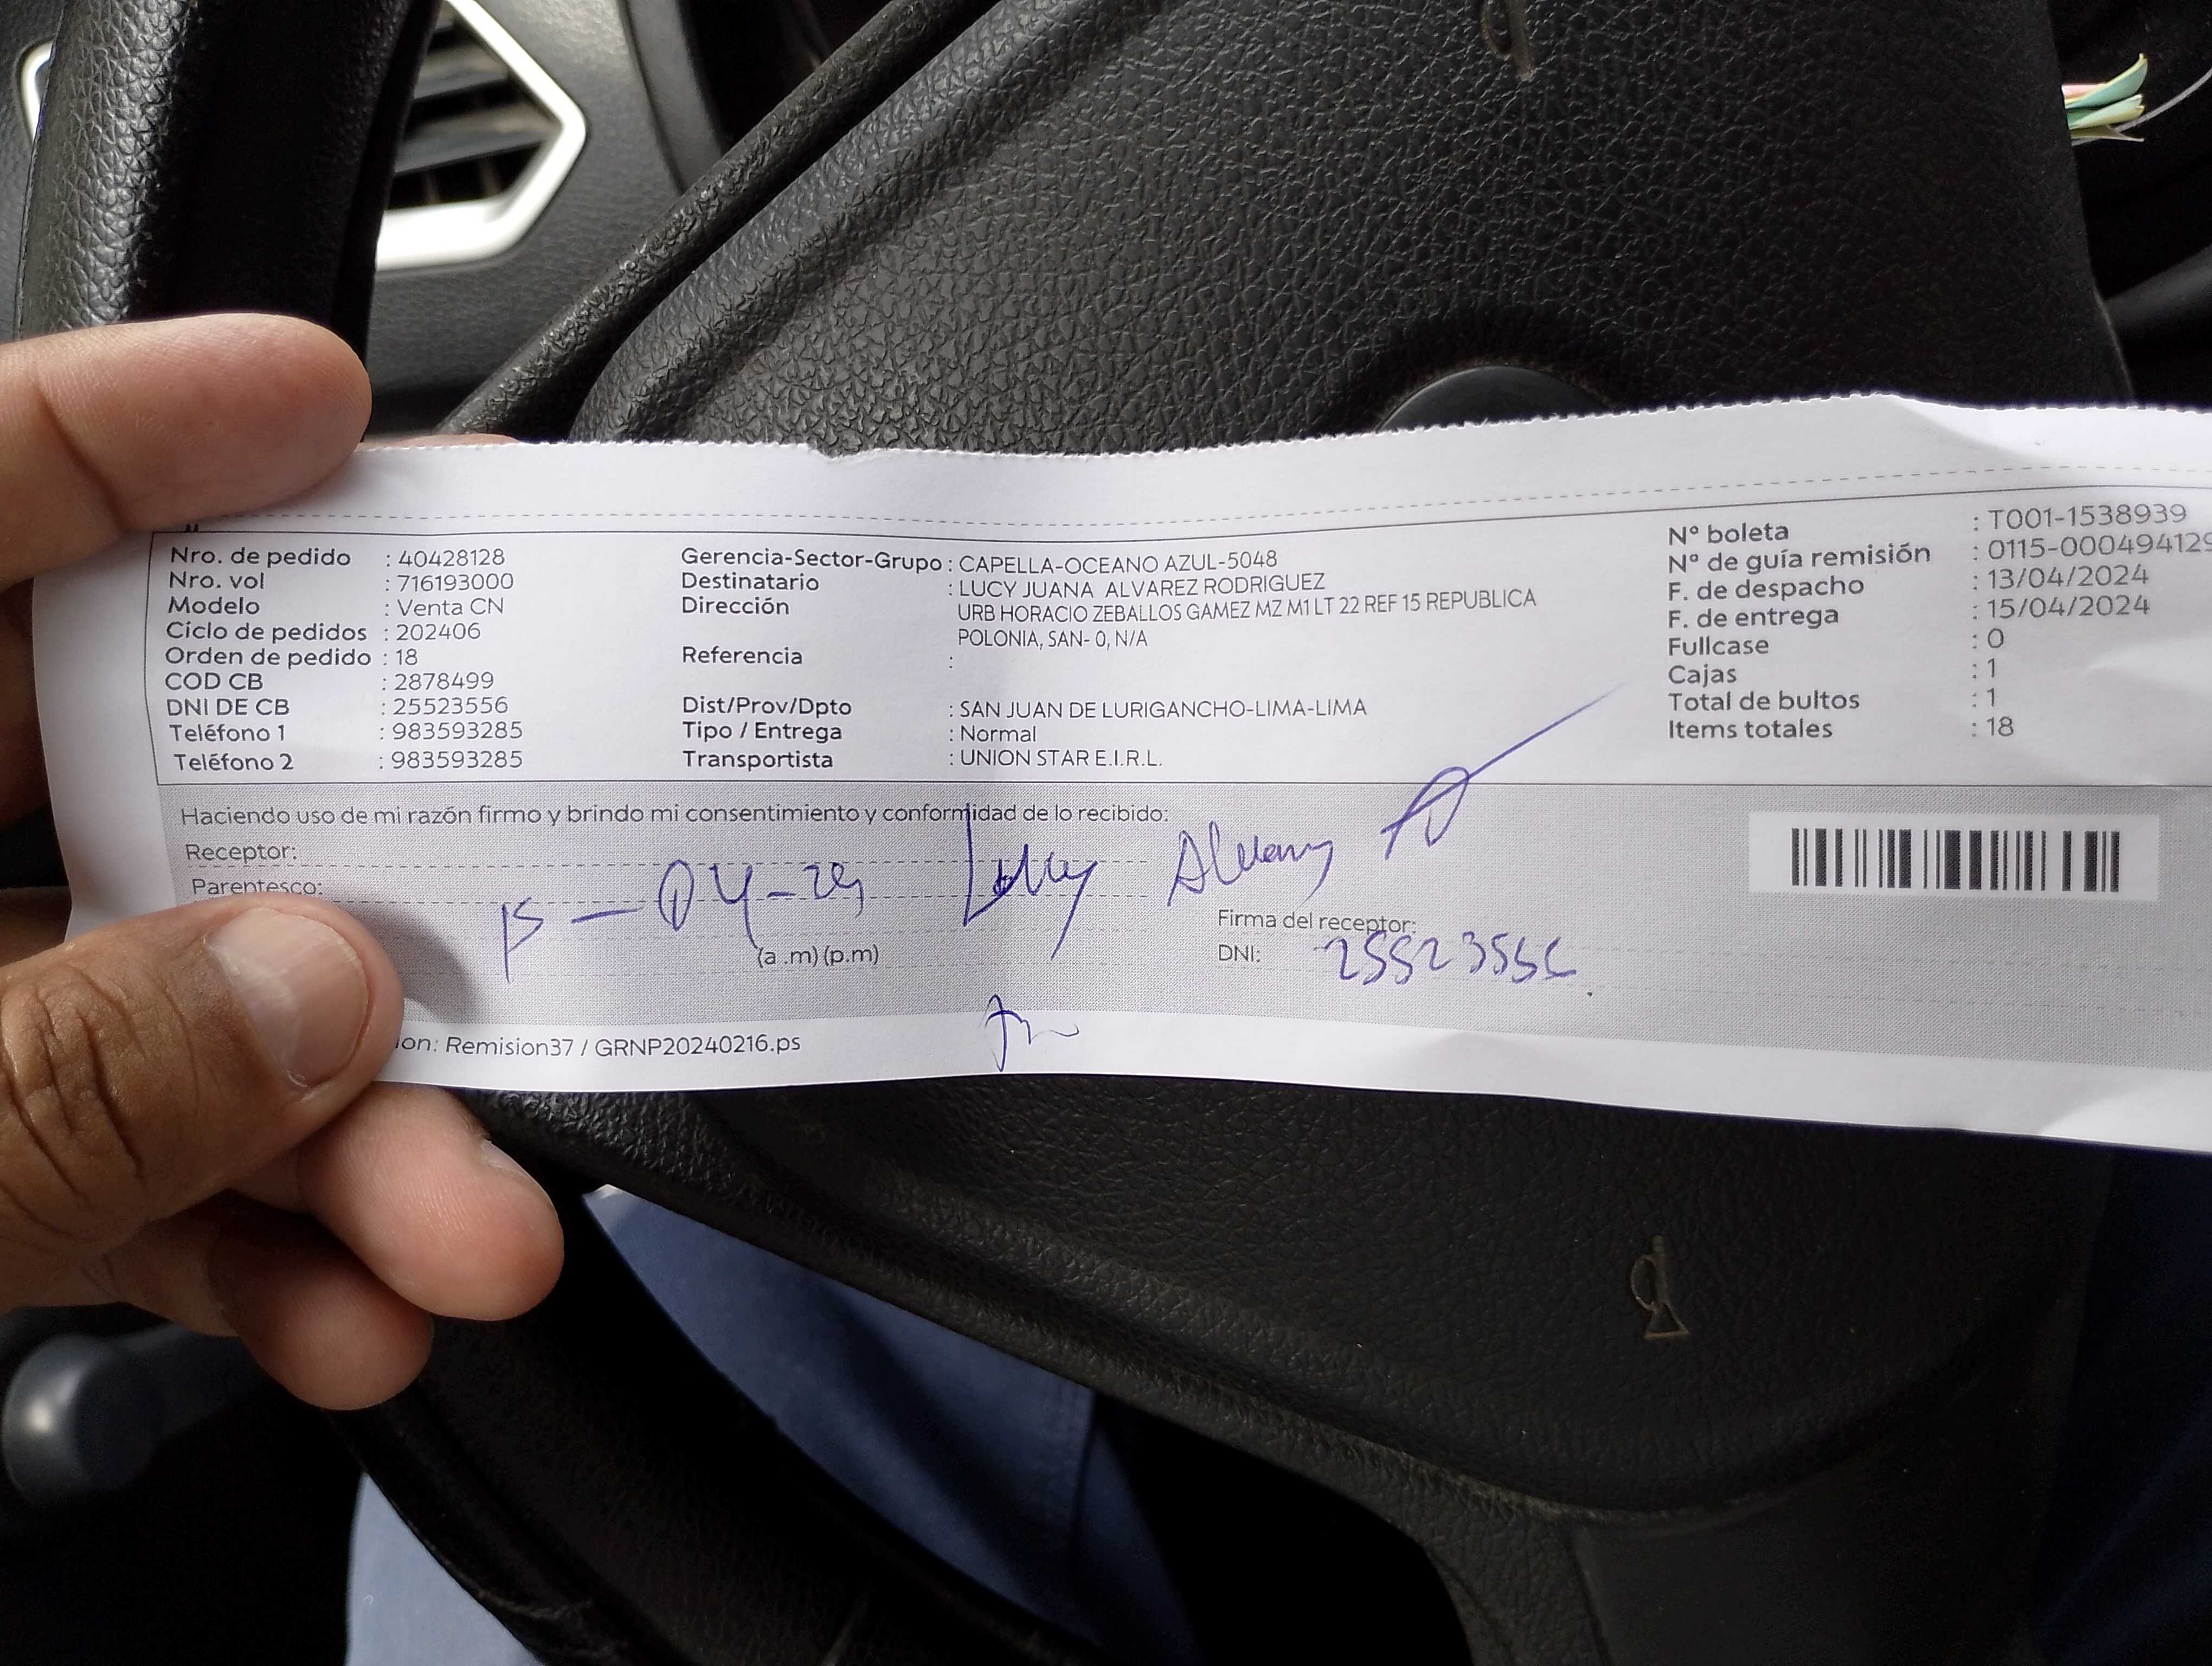 Nro. de pedido : 40428128
Nro. vol : 716193000
Modelo : Venta CN
Ciclo de pedidos : 202406
Orden de pedido : 18
COD CB : 2878499
DNI DE CB : 25523556
Teléfono 1 : 983593285
Teléfono 2 : 983593285
Gerencia-Sector-Grupo : CAPELLA-OCEANO AZUL-5048
Destinatario : LUCY JUANA ALVAREZ RODRIGUEZ
Dirección URB HORACIO ZEBALLOS GAMEZ MZ M1 LT 22 REF 15 REPUBLICA
POLONIA, SAN- 0, N/A
Referencia :
Dist/Prov/Dpto : SAN JUAN DE LURIGANCHO-LIMA-LIMA
Tipo / Entrega : Normal
Transportista : UNION STAR E.I.R.L.
Nº boleta : T001-1538939
Nº de guía remisión : 0115-000494129
F. de despacho : 13/04/2024
F. de entrega : 15/04/2024
Fullcase : 0
Cajas : 1
Total de bultos : 1
Items totales : 18
Haciendo uso de mi razón firmo y brindo mi consentimiento y conformidad de lo recibido:
Receptor:
Parentesco:
Lucy
(a .m) (p.m)
Firma del receptor:
DNI: 25523556
ion: Remision37 / GRNP20240216.ps